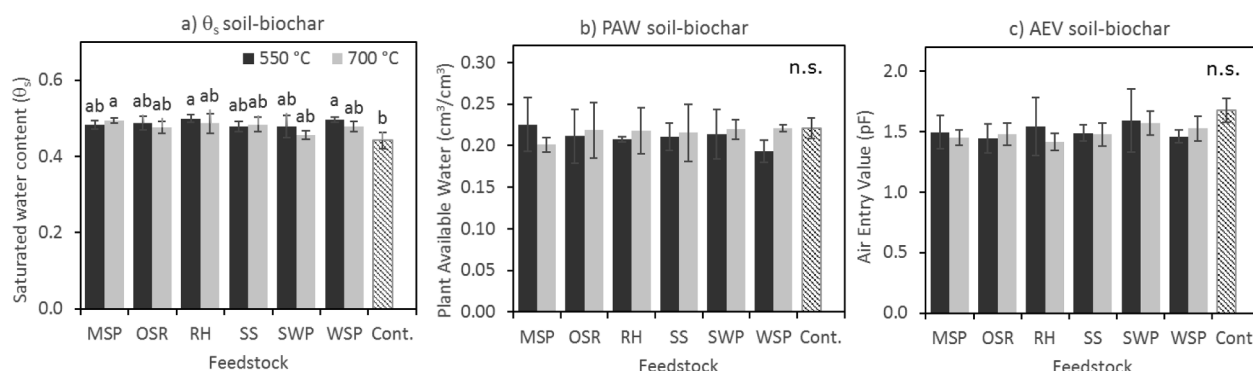 a) θs soil-biochar
Saturated water content (θs)
0.6
0.4
0.2
0.0
■ 550 °C ■ 700 °C
ab a ab ab a ab ab ab ab ab a ab b
MSP OSR RH SS SWP WSP Cont.
Feedstock
b) PAW soil-biochar
Plant Available Water (cm³/cm³)
0.30
0.25
0.20
0.15
0.10
0.05
0.00
n.s.
MSP OSR RH SS SWP WSP Cont.
Feedstock
c) AEV soil-biochar
Air Entry Value (pF)
2.0
1.5
1.0
0.5
0.0
n.s.
MSP OSR RH SS SWP WSP Cont.
Feedstock